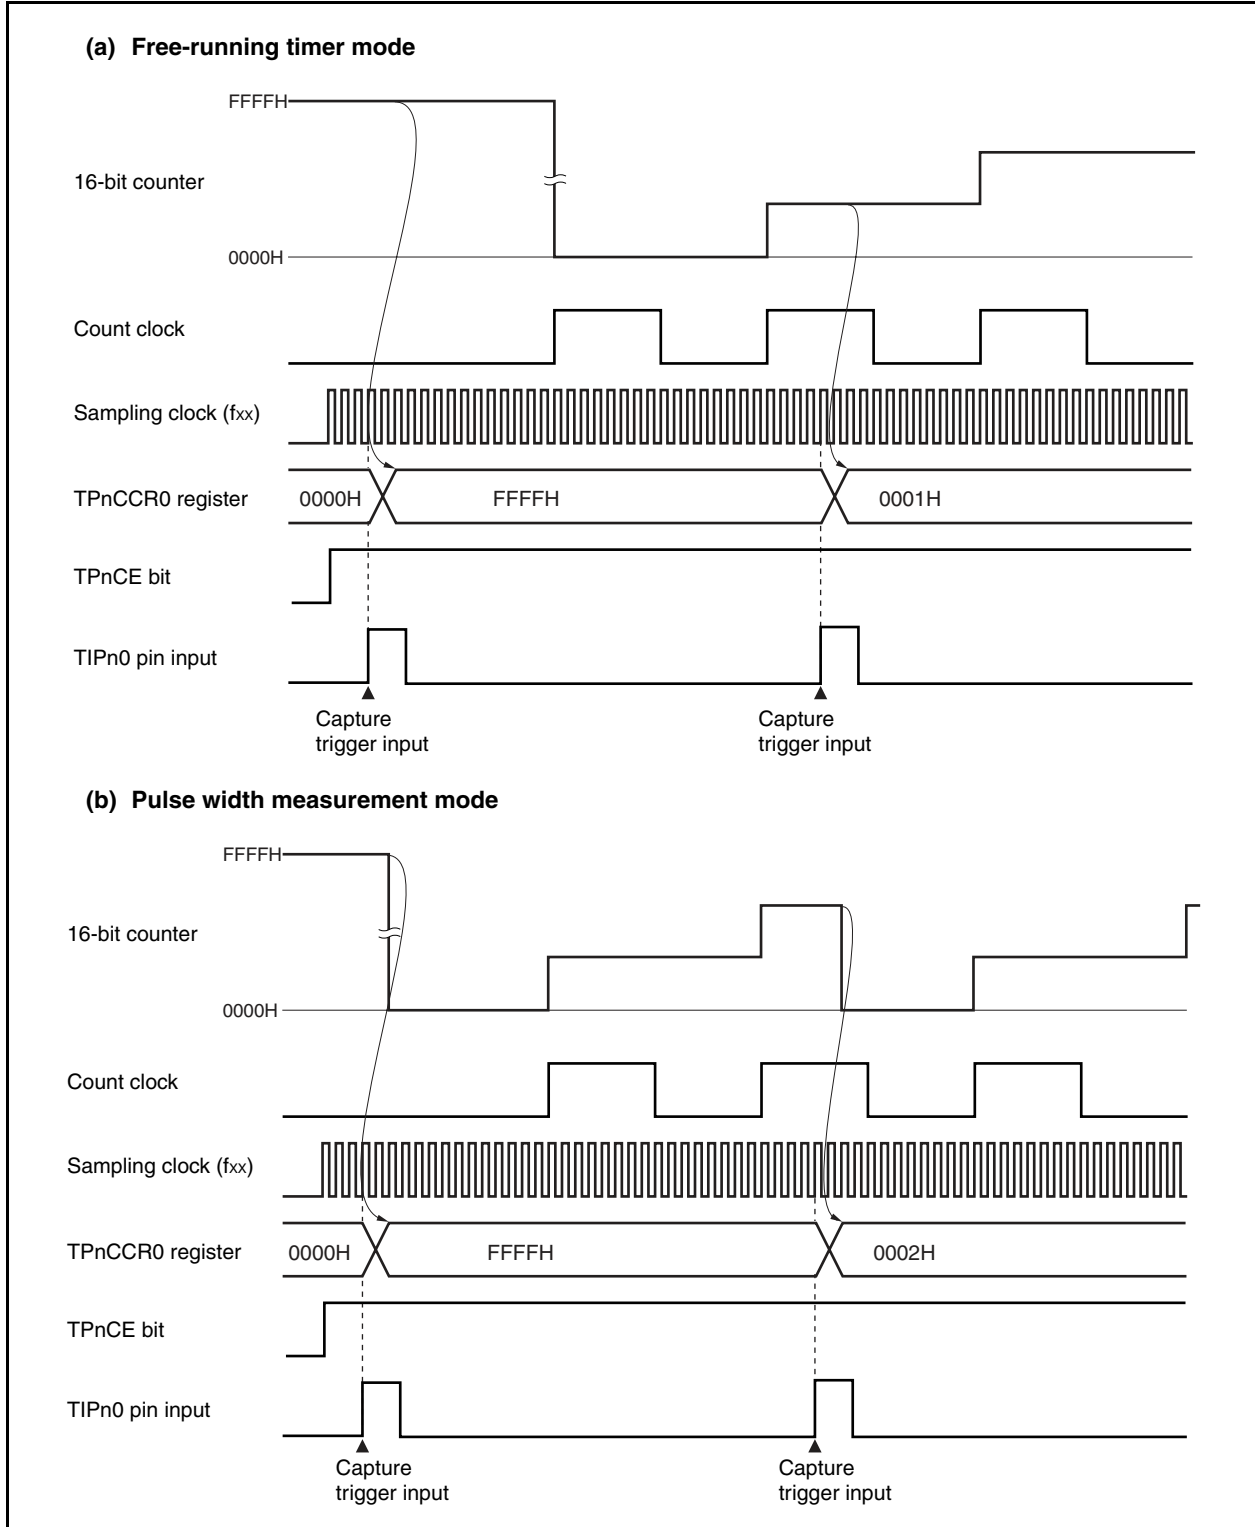 (a) Free-running timer mode
FFFFH
16-bit counter
0000H
Count clock
Sampling clock (fxx)
TPnCCR0 register 0000H FFFFH 0001H
TPnCE bit
TIPn0 pin input
Capture
trigger input
Capture
trigger input
(b) Pulse width measurement mode
FFFFH
16-bit counter
0000H
Count clock
Sampling clock (fxx)
TPnCCR0 register 0000H FFFFH 0002H
TPnCE bit
TIPn0 pin input
Capture
trigger input
Capture
trigger input